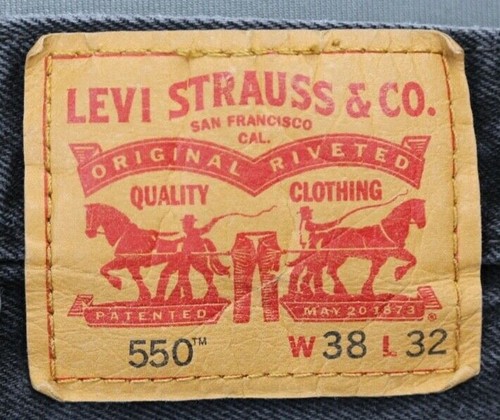 LEVI STRAUSS & CO.
SAN FRANCISCO
CAL.
ORIGINAL RIVETED
QUALITY CLOTHING
PATENTED MAY 20 1873 ®
550™ W 38 L 32